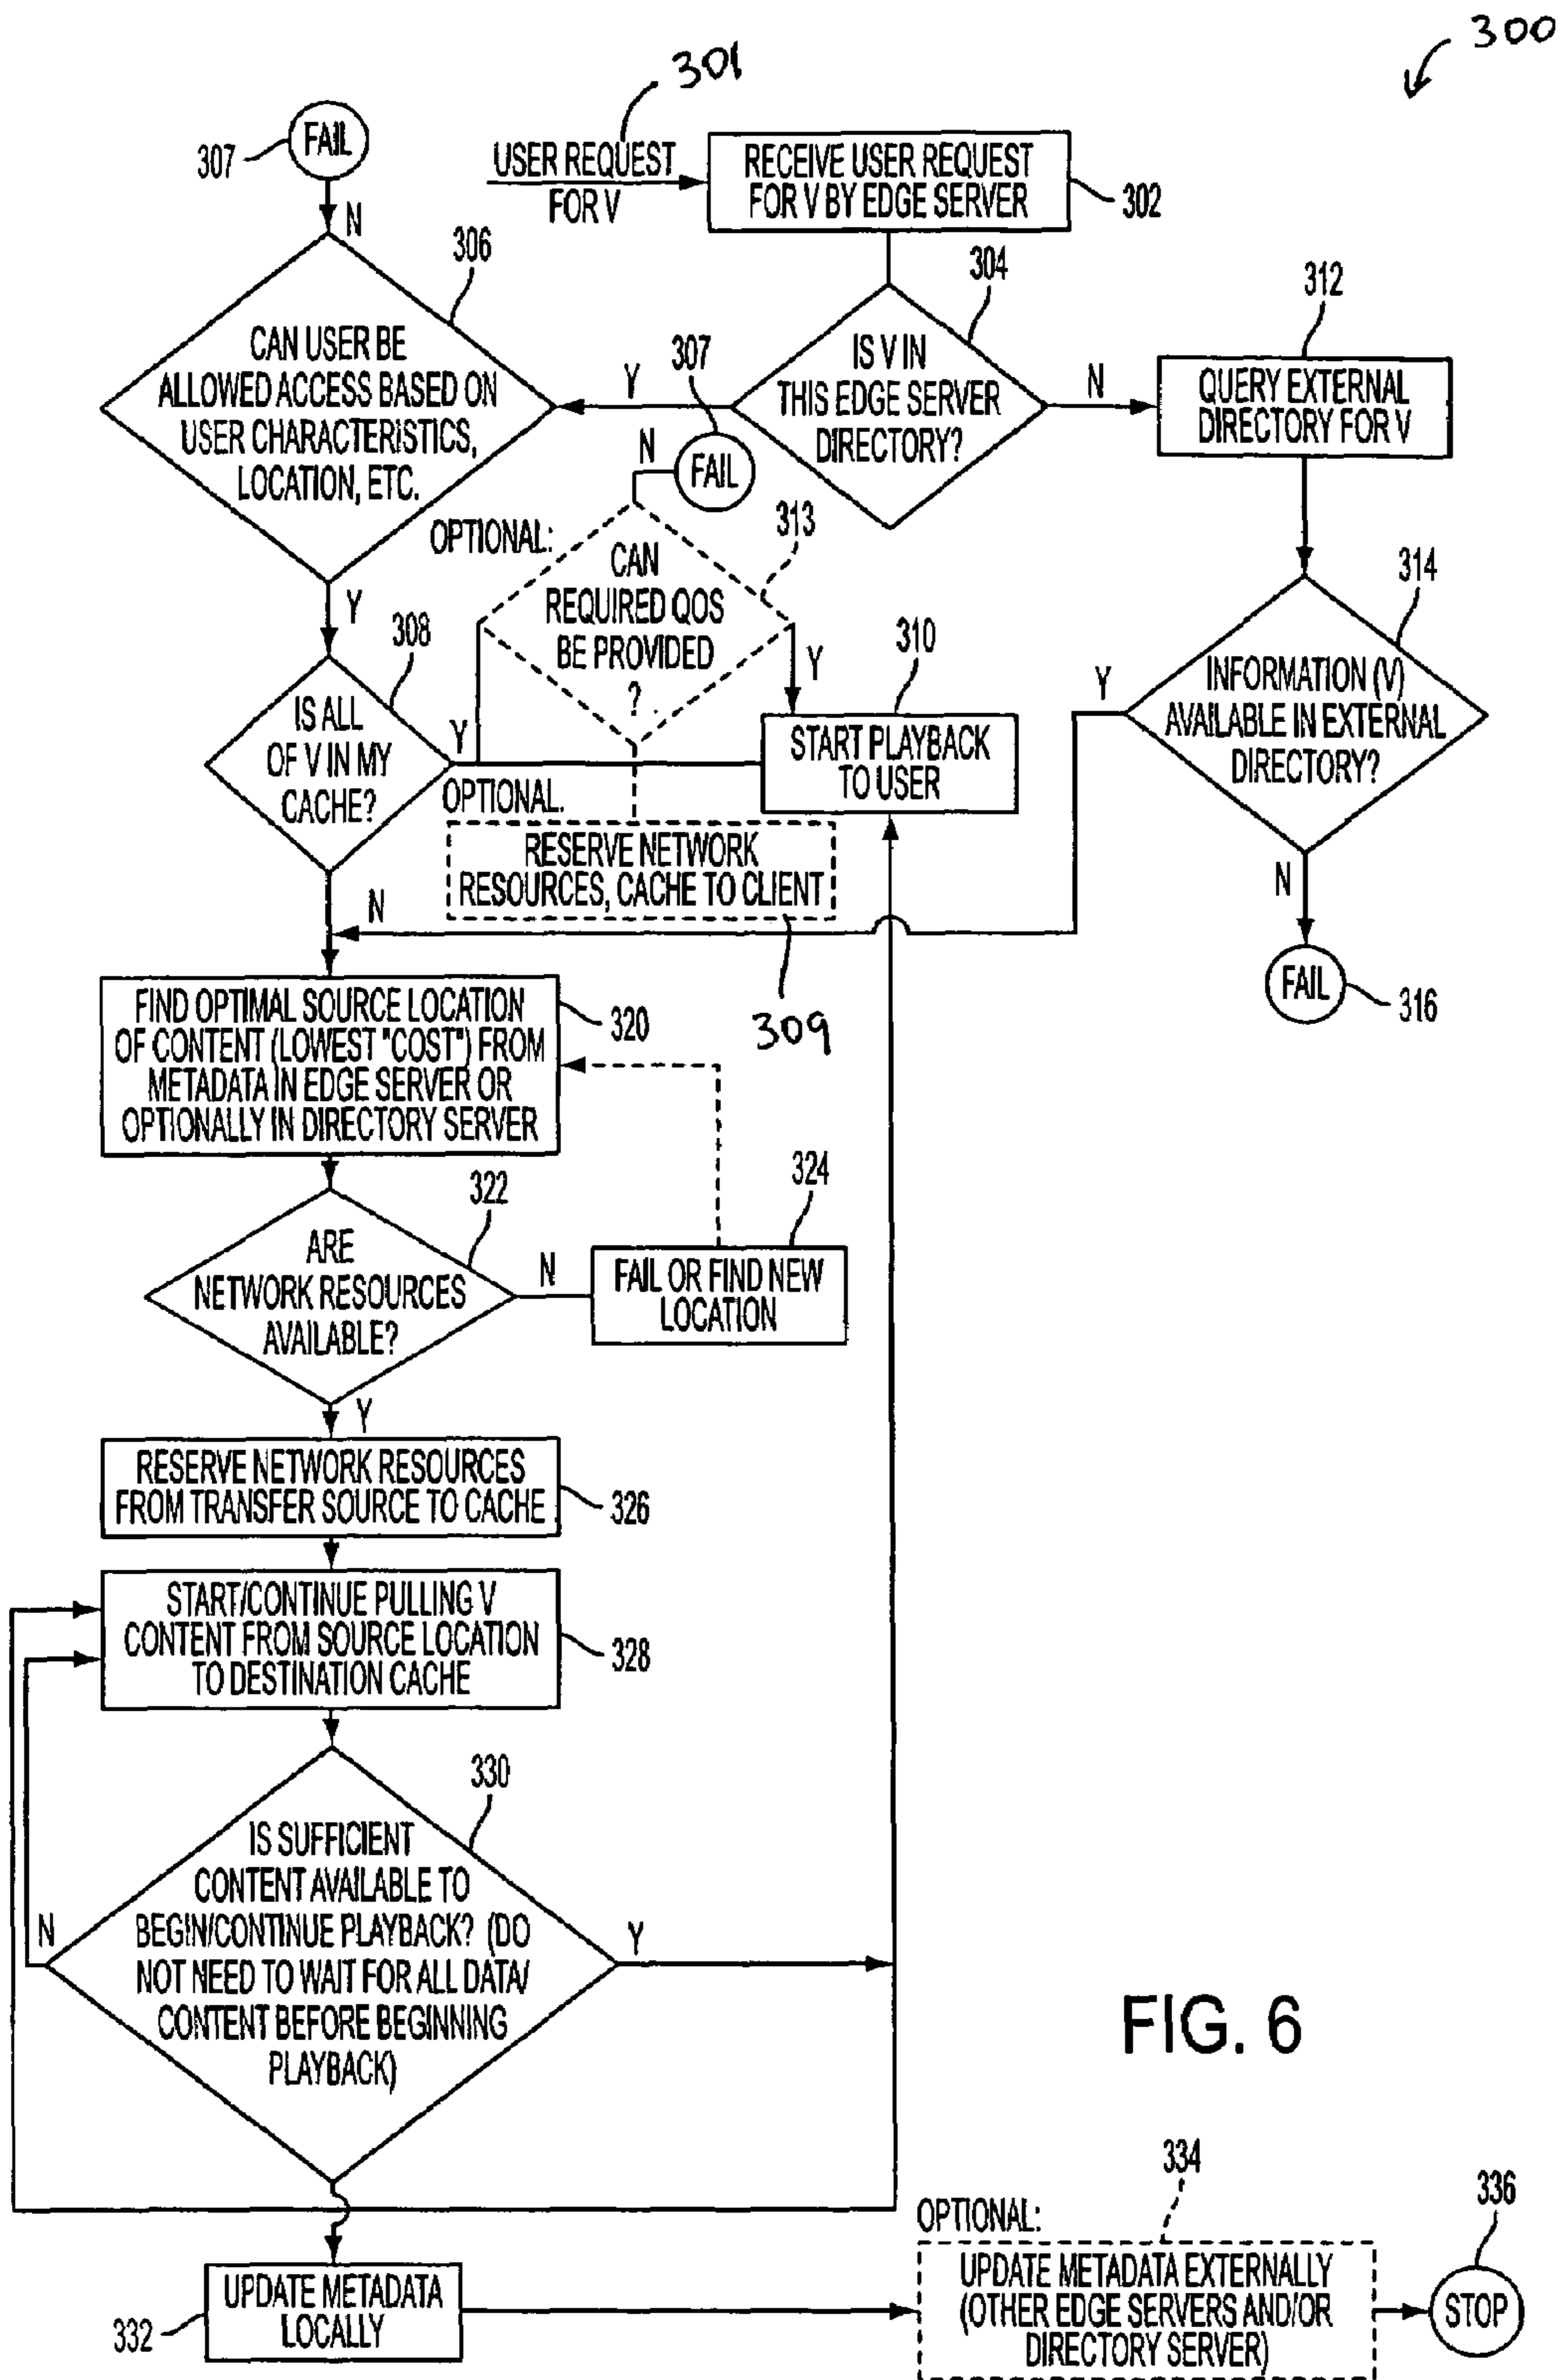 300
301
307
FAIL
N
USER REQUEST
FOR V
RECEIVE USER REQUEST
FOR V BY EDGE SERVER
302
306
304
312
CAN USER BE
ALLOWED ACCESS BASED ON
USER CHARACTERISTICS,
LOCATION, ETC.
Y
307
IS V IN
THIS EDGE SERVER
DIRECTORY?
N
QUERY EXTERNAL
DIRECTORY FOR V
N
FAIL
OPTIONAL:
313
CAN
REQUIRED QOS
BE PROVIDED
?
Y
314
Y
308
310
IS ALL
OF V IN MY
CACHE?
Y
START PLAYBACK
TO USER
Y
INFORMATION (V)
AVAILABLE IN EXTERNAL
DIRECTORY?
OPTIONAL.
RESERVE NETWORK
RESOURCES, CACHE TO CLIENT
N
N
309
FAIL
316
FIND OPTIMAL SOURCE LOCATION
OF CONTENT (LOWEST "COST") FROM
METADATA IN EDGE SERVER OR
OPTIONALLY IN DIRECTORY SERVER
320
322
324
ARE
NETWORK RESOURCES
AVAILABLE?
N
FAIL OR FIND NEW
LOCATION
Y
RESERVE NETWORK RESOURCES
FROM TRANSFER SOURCE TO CACHE
326
START/CONTINUE PULLING V
CONTENT FROM SOURCE LOCATION
TO DESTINATION CACHE
328
330
IS SUFFICIENT
CONTENT AVAILABLE TO
BEGIN/CONTINUE PLAYBACK? (DO
NOT NEED TO WAIT FOR ALL DATA/
CONTENT BEFORE BEGINNING
PLAYBACK)
N
Y
FIG. 6
334
336
OPTIONAL:
UPDATE METADATA
LOCALLY
332
UPDATE METADATA EXTERNALLY
(OTHER EDGE SERVERS AND/OR
DIRECTORY SERVER)
STOP